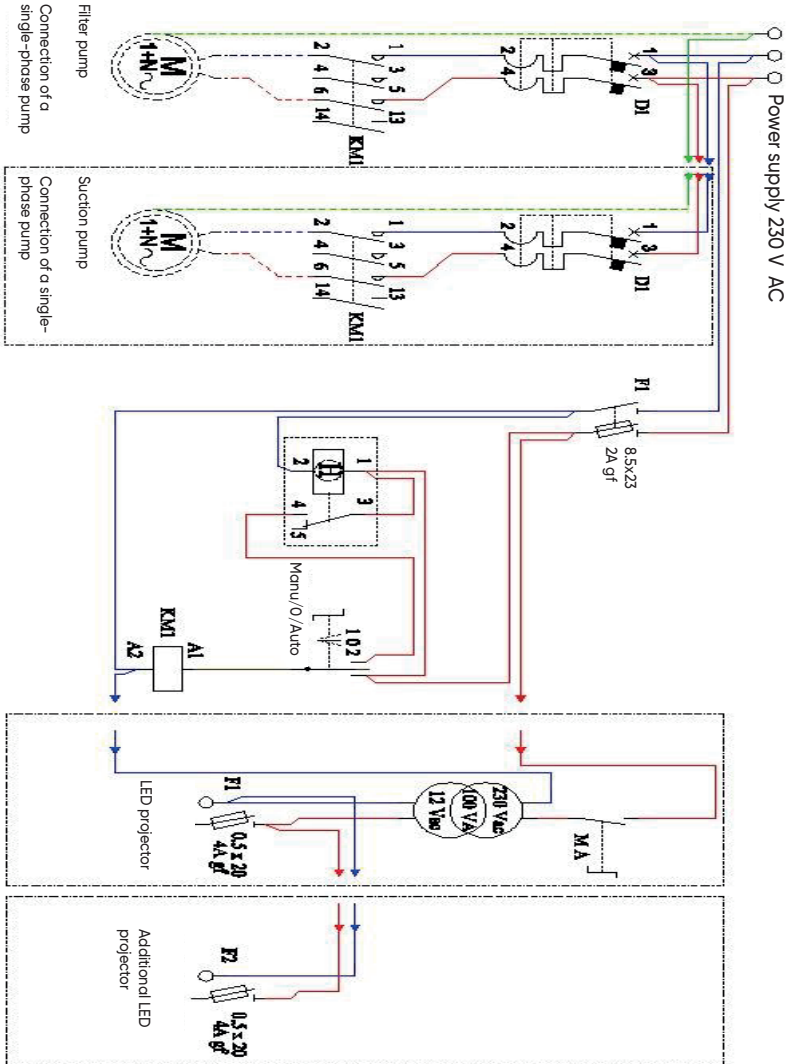 Power supply 230 V AC
1 3
D1
2 4
1 3 5 13
KM1
2 4 6 14
M
1+N~
Filter pump
Connection of a
single-phase pump
1 3
D1
2 4
1 3 5 13
KM1
2 4 6 14
M
1+N~
Suction pump
Connection of a single-
phase pump
F1
8.5x23
2A gf
1 3
H
2 4 5
Manu/0/Auto
1 0 2
KM1
A1
A2
MA
230 Vac
100 VA
12 Vac
F1
0.5 x 20
4A gf
LED projector
F2
0.5 x 20
4A gf
Additional LED
projector